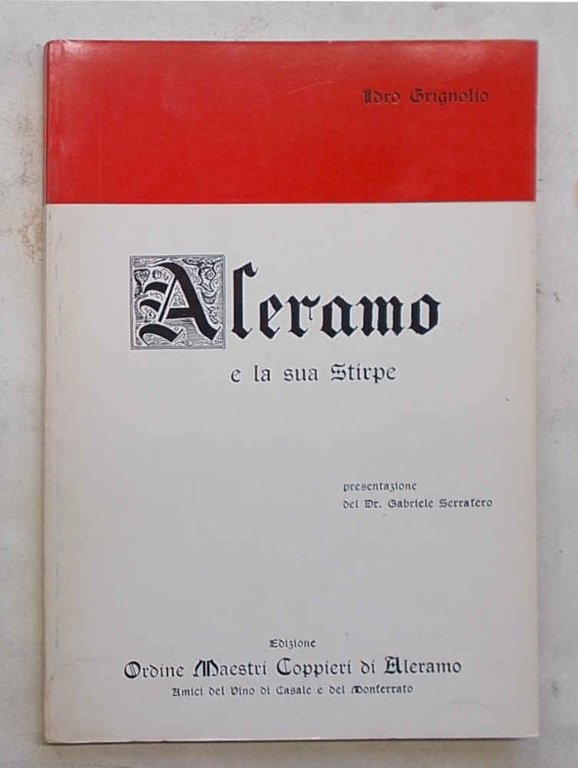 Idro Grignolio
Aleramo
e la sua Stirpe
presentazione
del Dr. Gabriele Serrafero
Edizione
Ordine Maestri Coppieri di Aleramo
Amici del Vino di Casale e del Monferrato